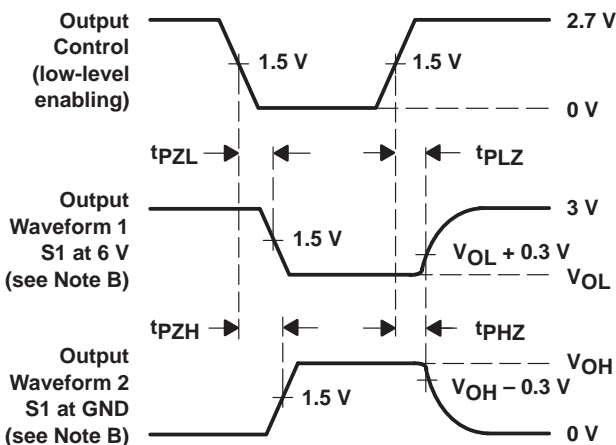 Output
Control
(low-level
enabling)
1.5 V
1.5 V
2.7 V
0 V
tPZL
tPLZ
Output
Waveform 1
S1 at 6 V
(see Note B)
1.5 V
3 V
VOL + 0.3 V
VOL
tPZH
tPHZ
Output
Waveform 2
S1 at GND
(see Note B)
1.5 V
VOH
VOH – 0.3 V
0 V